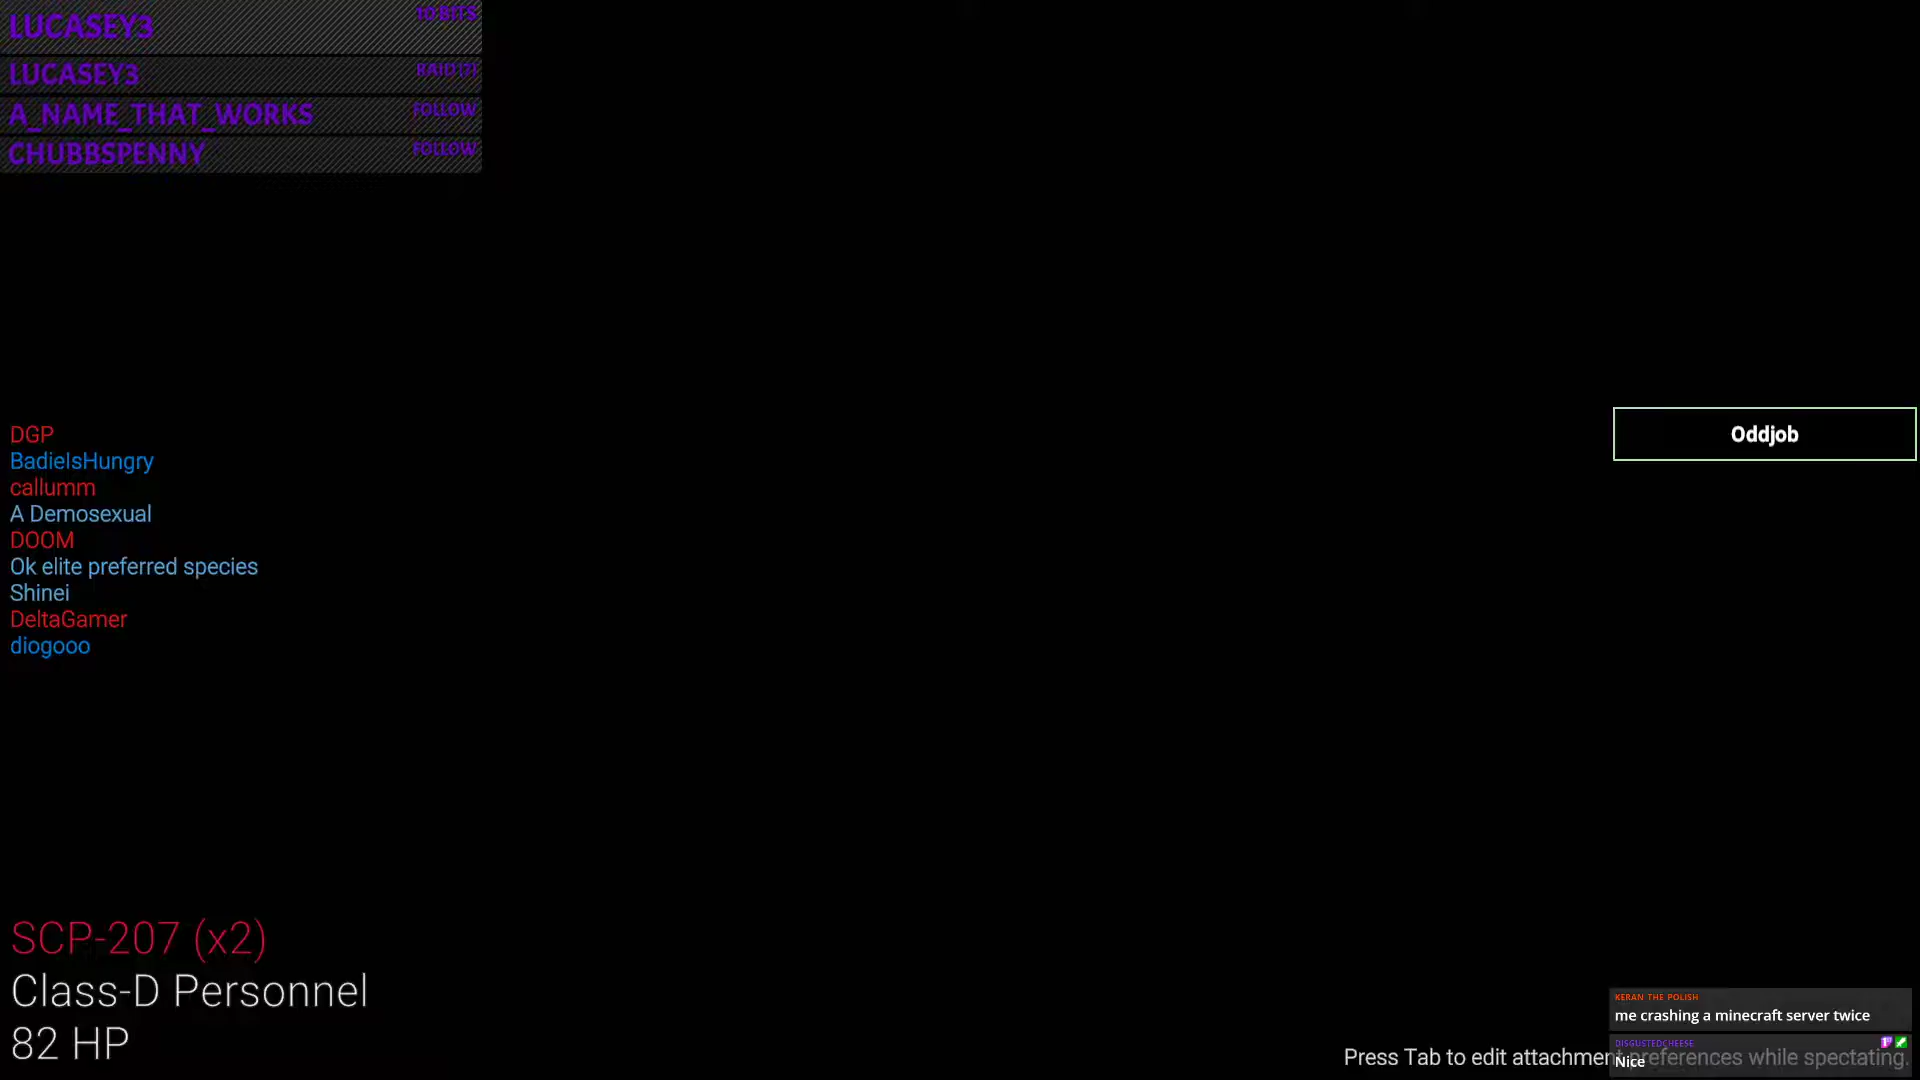 LUCASEY3 10 BITS
LUCASEY3 RAID (7)
A_NAME_THAT_WORKS FOLLOW
CHUBBSPENNY FOLLOW
DGP
BadieIsHungry
callumm
A Demosexual
DOOM
Ok elite preferred species
Shinei
DeltaGamer
diogooo
Oddjob
SCP-207 (x2)
Class-D Personnel
82 HP
KERAN THE POLISH
me crashing a minecraft server twice
DISGUSTEDCHEESE
Nice
Press Tab to edit attachment preferences while spectating.